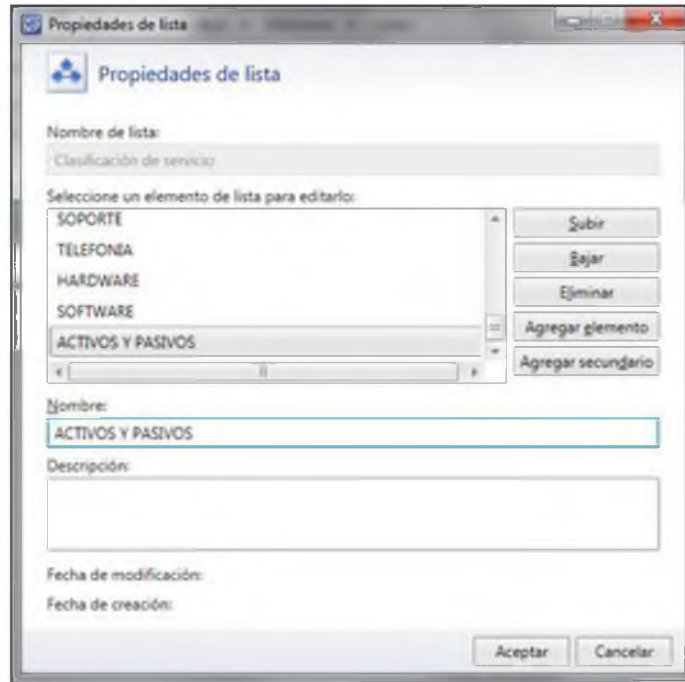 Propiedades de lista
Propiedades de lista
Nombre de lista:
Clasificación de servicio
Seleccione un elemento de lista para editarlo:
SOPORTE
Subir
TELEFONIA
Bajar
HARDWARE
Eliminar
SOFTWARE
Agregar elemento
ACTIVOS Y PASIVOS
Agregar secundario
Nombre:
ACTIVOS Y PASIVOS
Descripción:
Fecha de modificación:
Fecha de creación:
Aceptar Cancelar